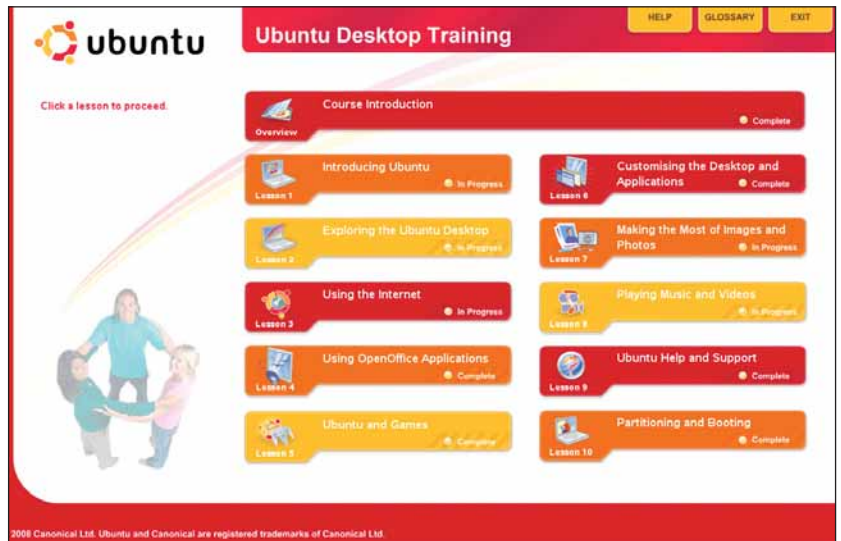 ubuntu
Ubuntu Desktop Training
HELP
GLOSSARY
EXIT
Click a lesson to proceed.
Course Introduction
Complete
Overview
Introducing Ubuntu
In Progress
Lesson 1
Exploring the Ubuntu Desktop
In Progress
Lesson 2
Using the Internet
In Progress
Lesson 3
Using OpenOffice Applications
Complete
Lesson 4
Ubuntu and Games
Complete
Lesson 5
Customising the Desktop and
Applications
Complete
Lesson 6
Making the Most of Images and
Photos
In Progress
Lesson 7
Playing Music and Videos
In Progress
Lesson 8
Ubuntu Help and Support
Complete
Lesson 9
Partitioning and Booting
Complete
Lesson 10
2008 Canonical Ltd. Ubuntu and Canonical are registered trademarks of Canonical Ltd.